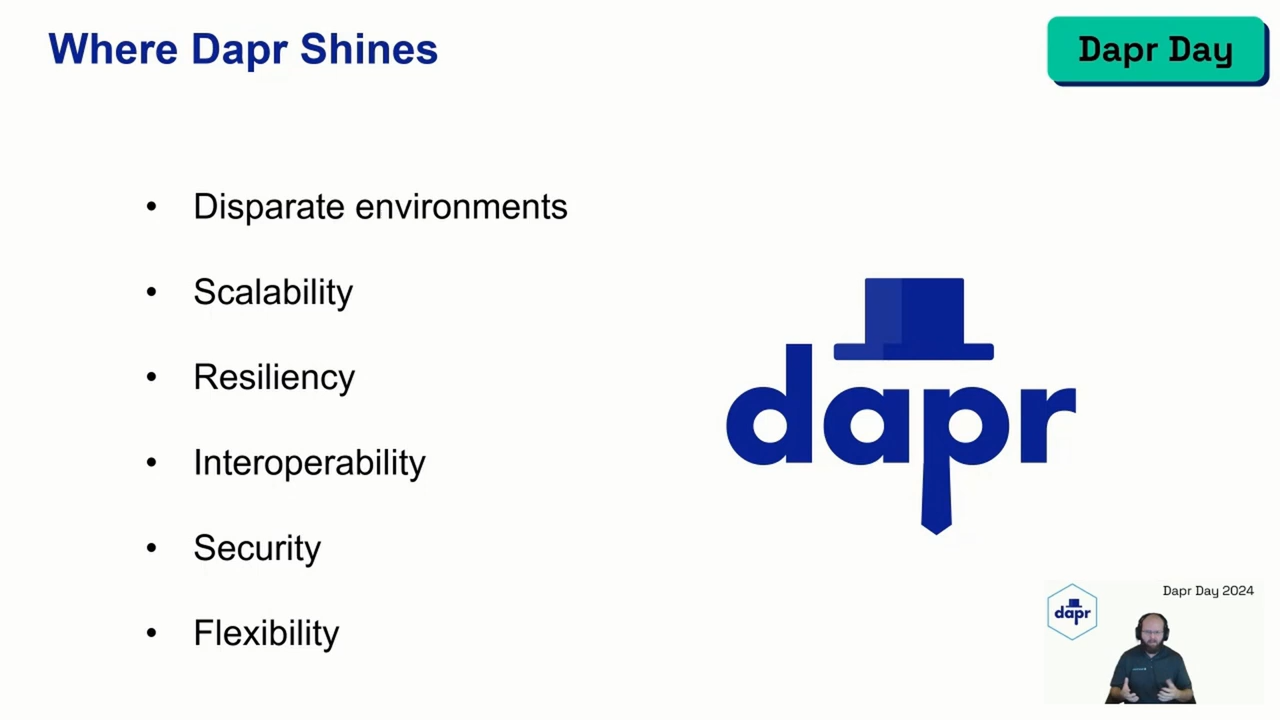 Where Dapr Shines
Dapr Day
• Disparate environments
• Scalability
• Resiliency
• Interoperability
• Security
• Flexibility
dapr
Dapr Day 2024
dapr